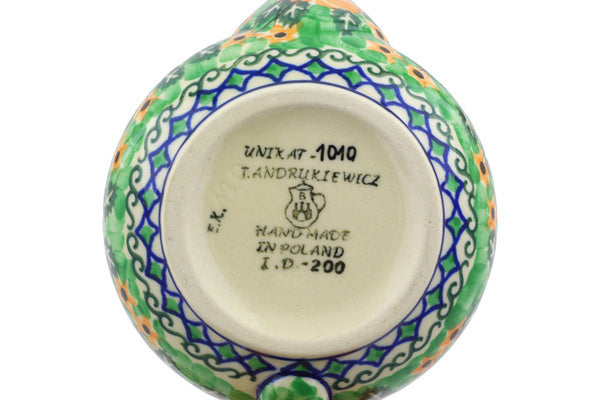 UNIKAT-1010
T.ANDRUKIEWICZ
B
HAND MADE
IN POLAND
I.D.-200
E.K.